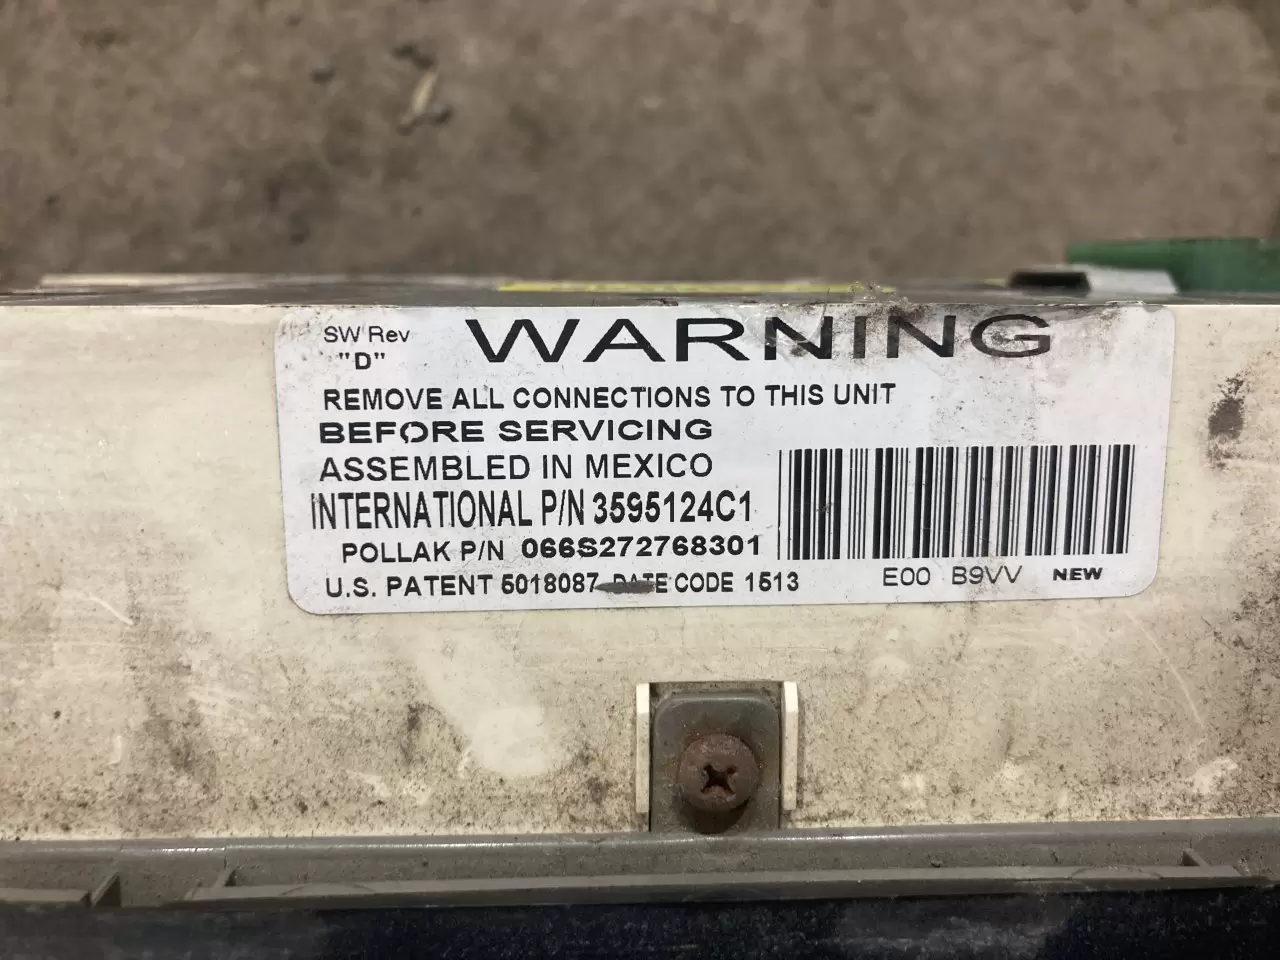 SW Rev
"D"
WARNING
REMOVE ALL CONNECTIONS TO THIS UNIT
BEFORE SERVICING
ASSEMBLED IN MEXICO
INTERNATIONAL P/N 3595124C1
POLLAK P/N 066S272768301
U.S. PATENT 5018087 DATE CODE 1513
E00 B9VV NEW